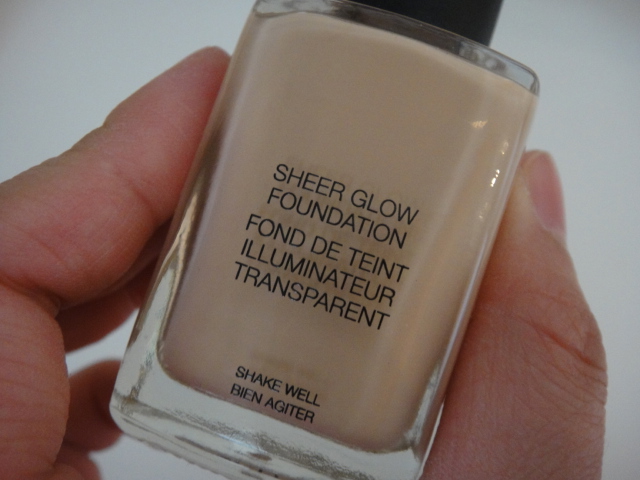 SHEER GLOW
FOUNDATION
FOND DE TEINT
ILLUMINATEUR
TRANSPARENT
SHAKE WELL
BIEN AGITER